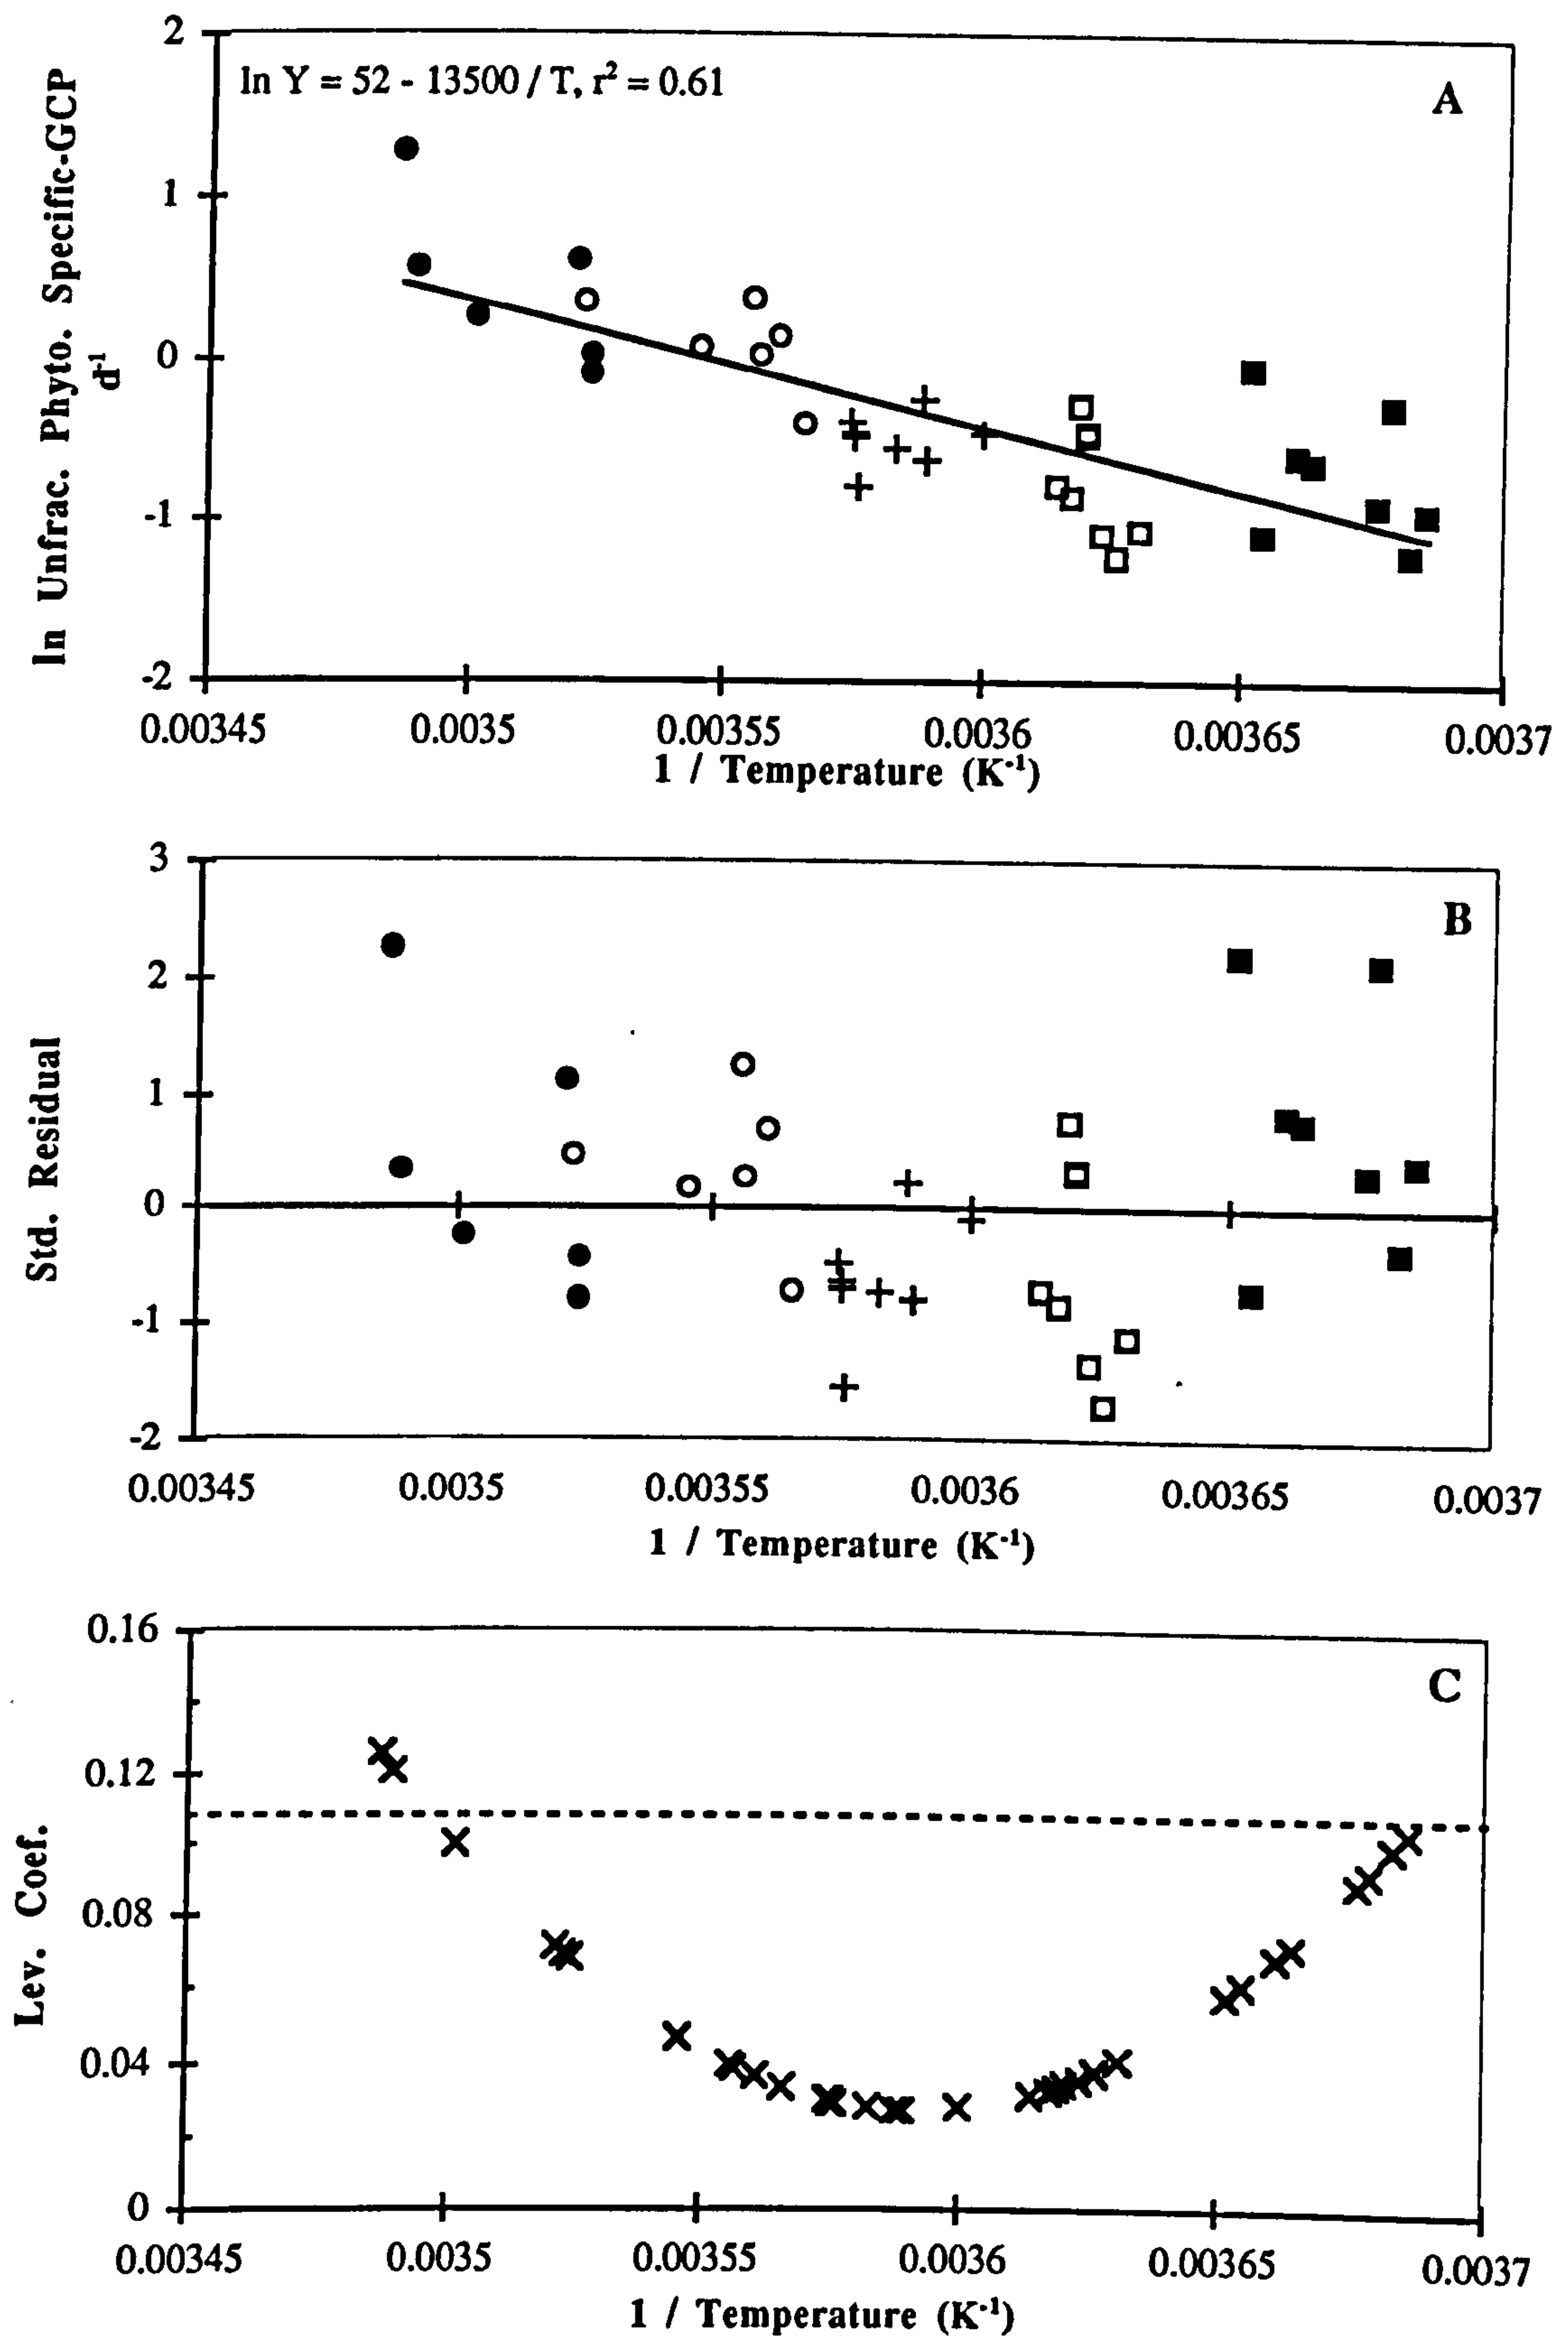 ln Unfrac. Phyto. Specific-GCP
d-1
2
1
0
-1
-2
ln Y = 52 - 13500 / T, r² = 0.61
A
0.00345 0.0035 0.00355 0.0036 0.00365 0.0037
1 / Temperature (K-1)
Std. Residual
3
2
1
0
-1
-2
B
0.00345 0.0035 0.00355 0.0036 0.00365 0.0037
1 / Temperature (K-1)
Lev. Coef.
0.16
0.12
0.08
0.04
0
C
0.00345 0.0035 0.00355 0.0036 0.00365 0.0037
1 / Temperature (K-1)